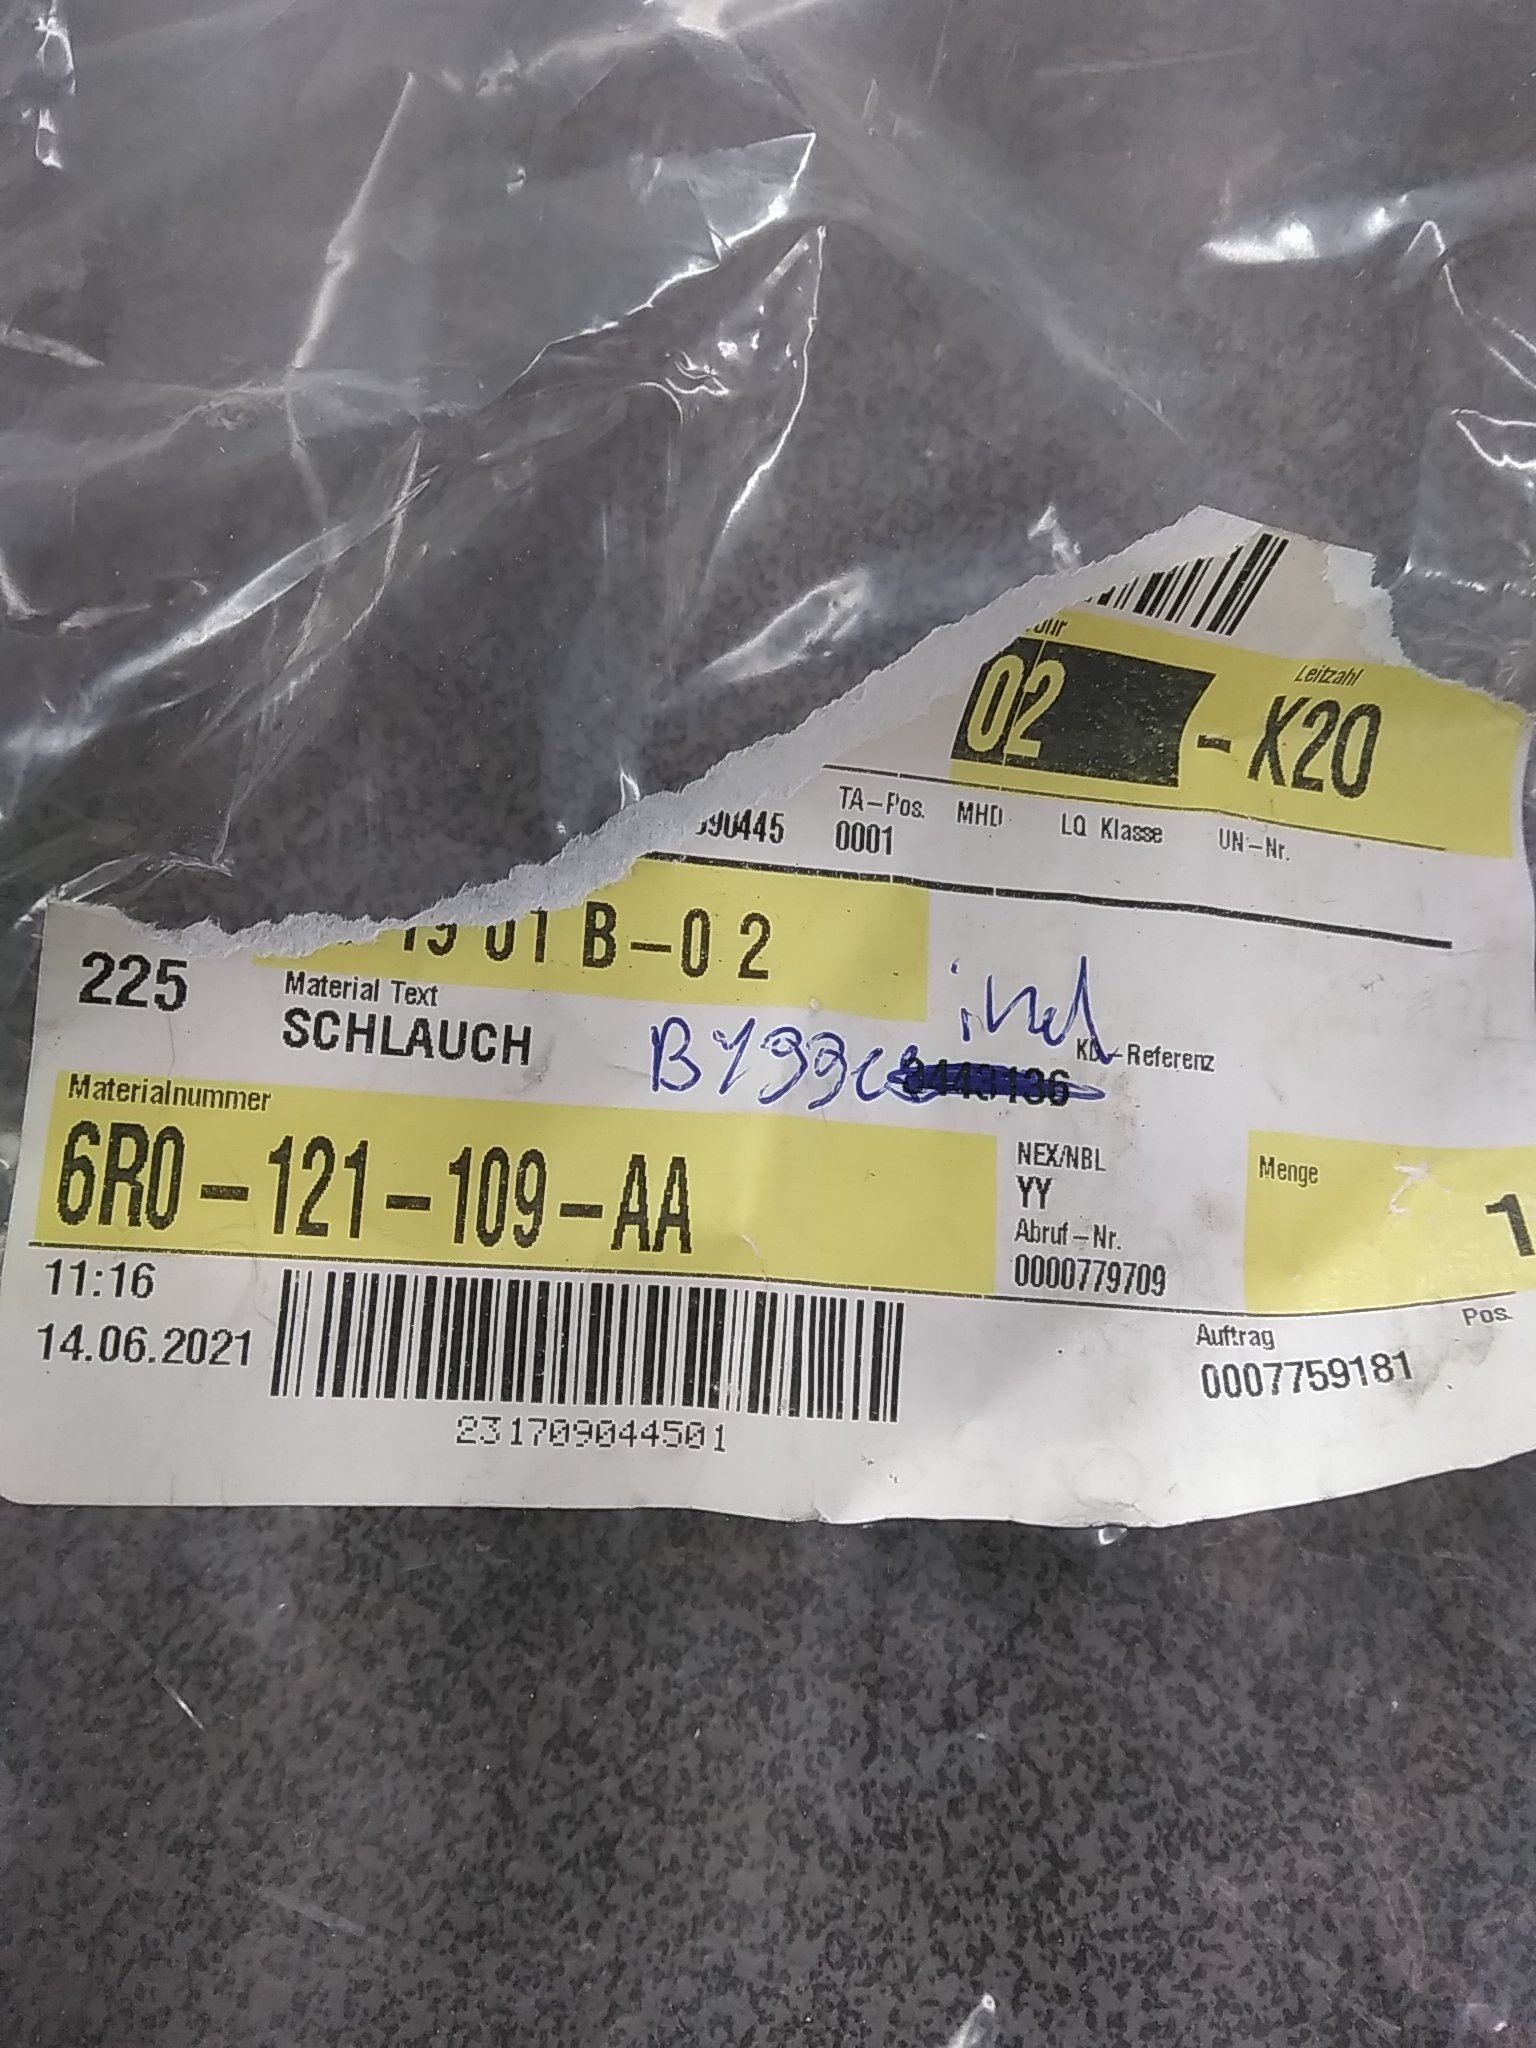 Leitzahl
02 - K20
TA-Pos. MHD LQ Klasse UN-Nr.
90445 0001
19 01 B-0 2
225 Material Text
SCHLAUCH
KD-Referenz
Materialnummer
6R0-121-109-AA
NEX/NBL
YY
Abruf-Nr.
0000779709
Menge
1
11:16
14.06.2021
231709044501
Auftrag
0007759181
Pos.